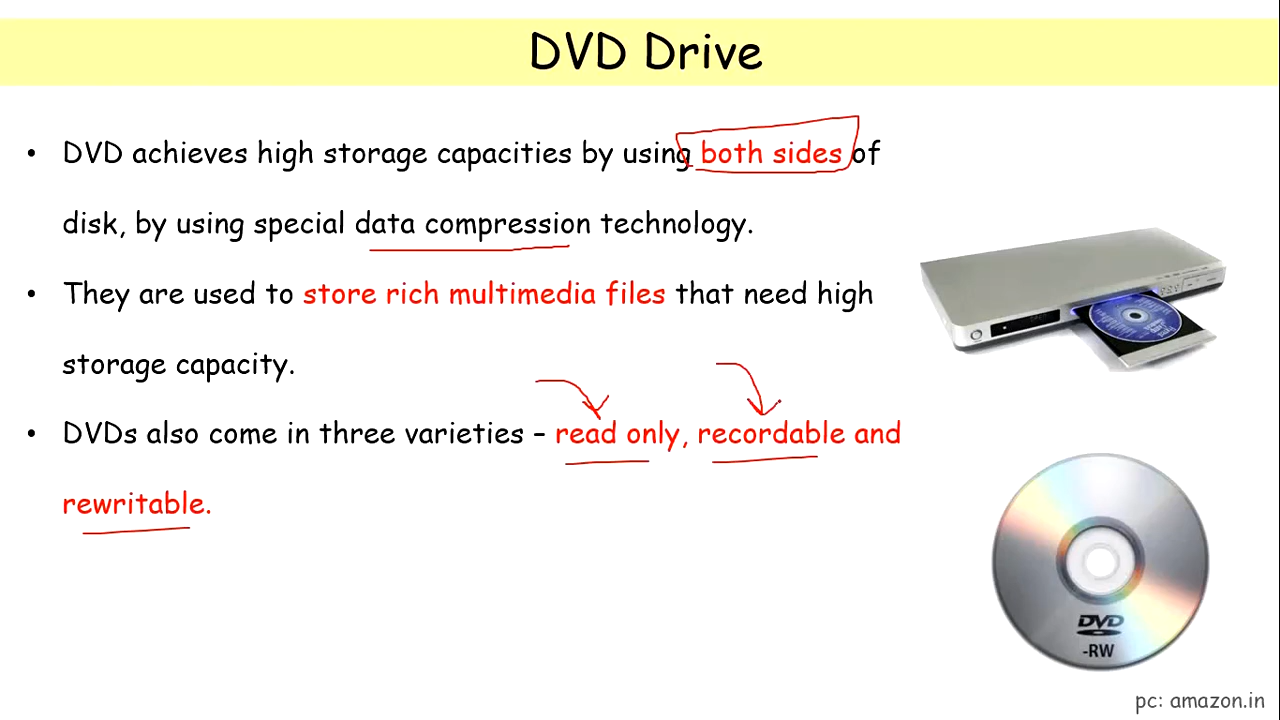 DVD Drive
• DVD achieves high storage capacities by using both sides of
disk, by using special data compression technology.
• They are used to store rich multimedia files that need high
storage capacity.
• DVDs also come in three varieties – read only, recordable and
rewritable.
DVD
-RW
pc: amazon.in